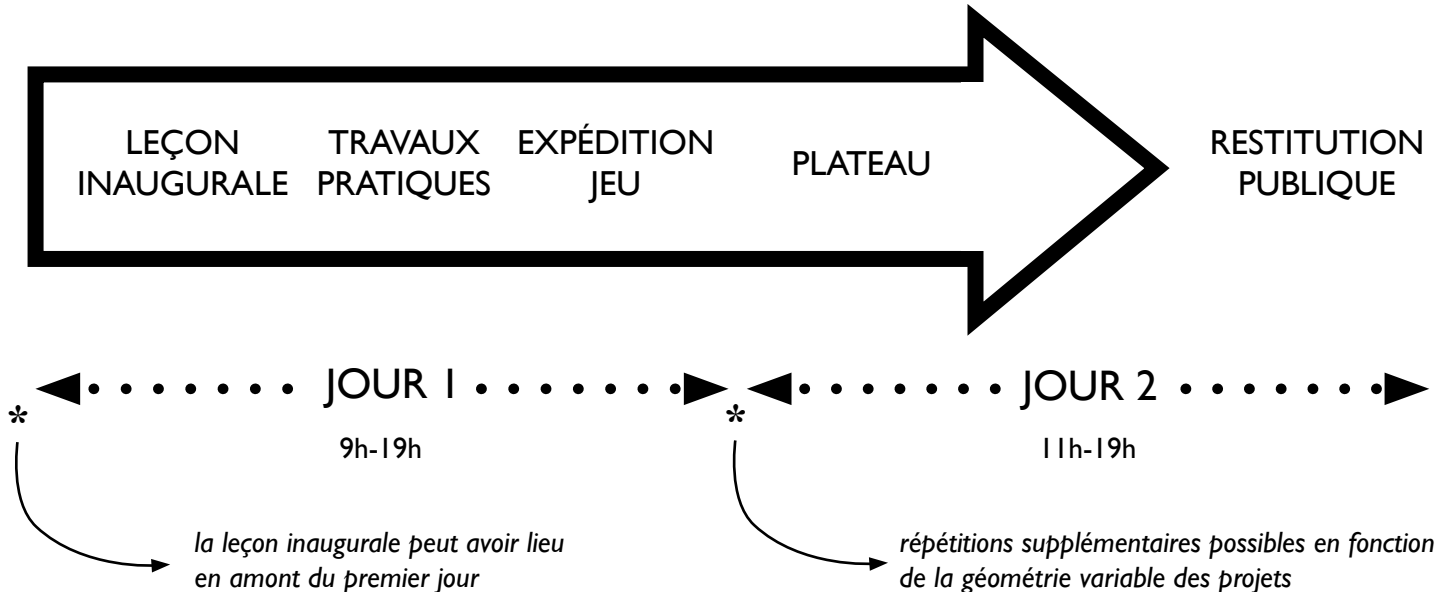 LEÇON
INAUGURALE
TRAVAUX
PRATIQUES
EXPÉDITION
JEU
PLATEAU
RESTITUTION
PUBLIQUE
JOUR 1
JOUR 2
*
*
9h-19h
11h-19h
la leçon inaugurale peut avoir lieu
en amont du premier jour
répétitions supplémentaires possibles en fonction
de la géométrie variable des projets